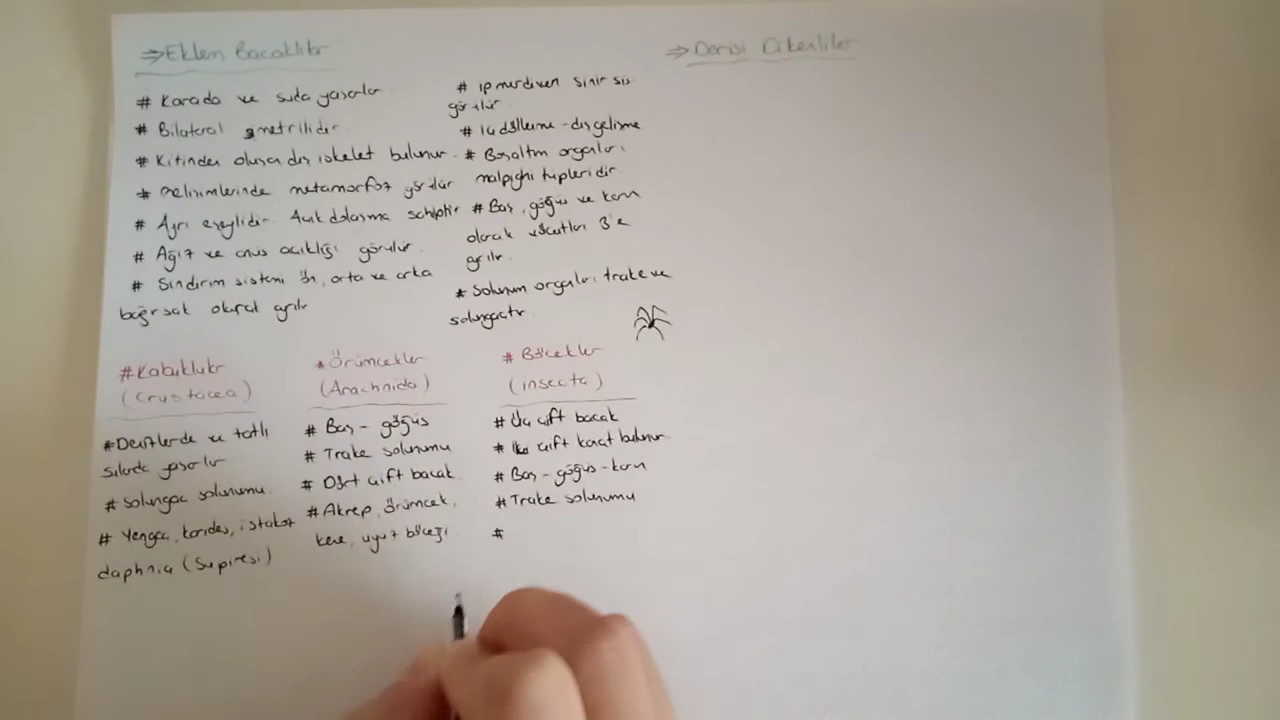 ⇒Eklem Bacaklılar
# Karada ve suda yaşarlar
# Bilateral simetrilidir
# Kitinden oluşan dış iskelet bulunur.
# Gelişimlerinde metamorfoz görülür
# Ayrı eşeylidir. Açık dolaşıma sahiptir
# Ağız ve anüs açıklığı görülür.
# Sindirim sistemi ön, orta ve arka
bağırsak olarak ayrılır
# ip merdiven sinir sis.
görülür
# İç dölleme - dış gelişme
# Boşaltım organları
malpighi tüpleridir.
# Baş, göğüs ve karın
olarak vücutları 3'e
ayrılır.
# Solunum organları trake ve
solungaçtır.
#Kabuklular
(Crustacea)
#Denizlerde ve tatlı
sularda yaşarlar
# Solungaç solunumu
# Yengeç, karides, istakoz
daphnia (Su piresi)
# Örümcekler
(Arachnida)
# Baş - göğüs
# Trake solunumu
# Dört çift bacak
# Akrep, örümcek,
kene, uyuz böceği
# Böcekler
(insecta)
# Üç çift bacak
# İki çift kanat bulunur
# Baş - göğüs - karın
# Trake solunumu
#
⇒ Derisi Dikenliler